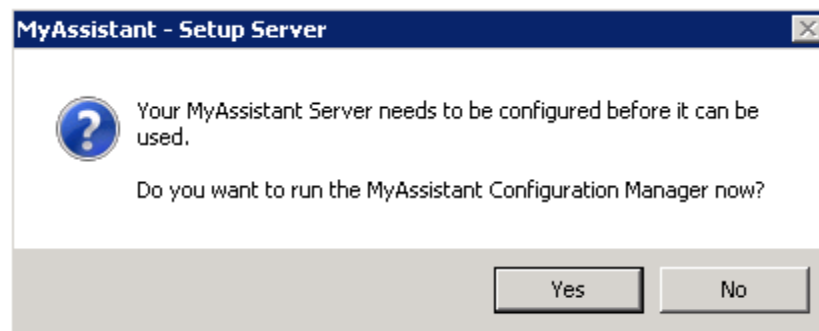 MyAssistant - Setup Server
Your MyAssistant Server needs to be configured before it can be
used.
Do you want to run the MyAssistant Configuration Manager now?
Yes
No